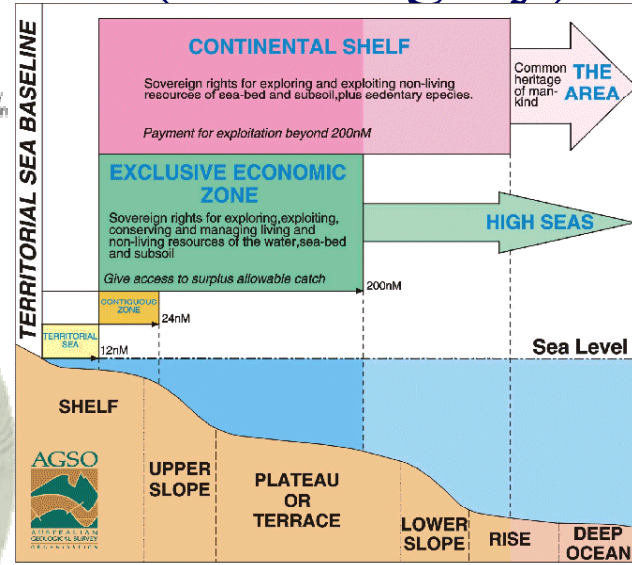 TERRITORIAL SEA BASELINE
CONTINENTAL SHELF
Sovereign rights for exploring and exploiting non-living
resources of sea-bed and subsoil,plus sedentary species.
Payment for exploitation beyond 200nM
Common
heritage
of man-
kind
THE
AREA
EXCLUSIVE ECONOMIC
ZONE
Sovereign rights for exploring,exploiting,
conserving and managing living and
non-living resources of the water,sea-bed
and subsoil
Give access to surplus allowable catch
HIGH SEAS
200nM
CONTIGUOUS
ZONE
24nM
TERRITORIAL
SEA
12nM
Sea Level
SHELF
UPPER
SLOPE
PLATEAU
OR
TERRACE
LOWER
SLOPE
RISE
DEEP
OCEAN
AGSO
AUSTRALIAN
GEOLOGICAL SURVEY
ORGANISATION